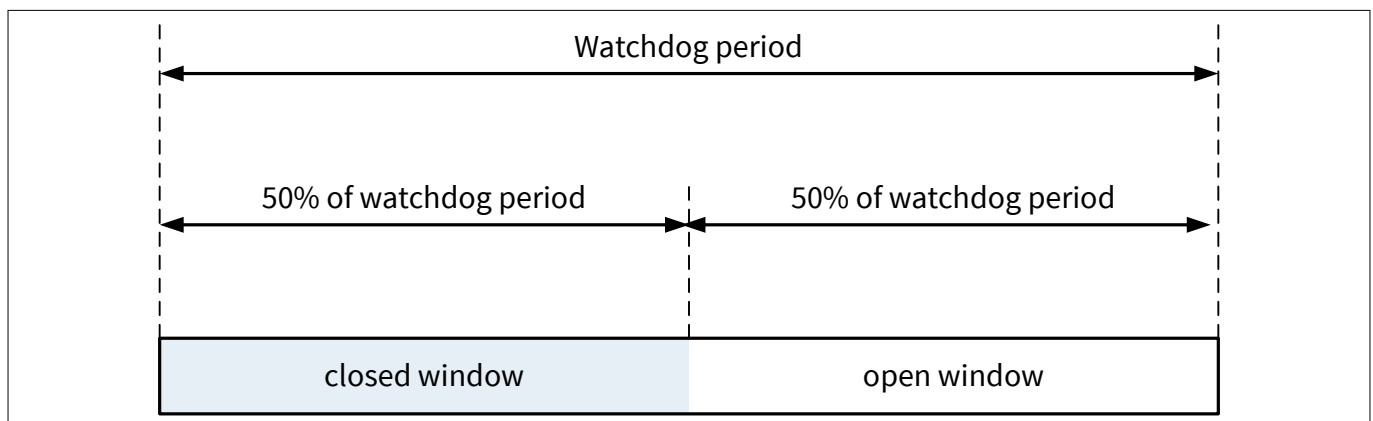 Watchdog period
50% of watchdog period
50% of watchdog period
closed window
open window